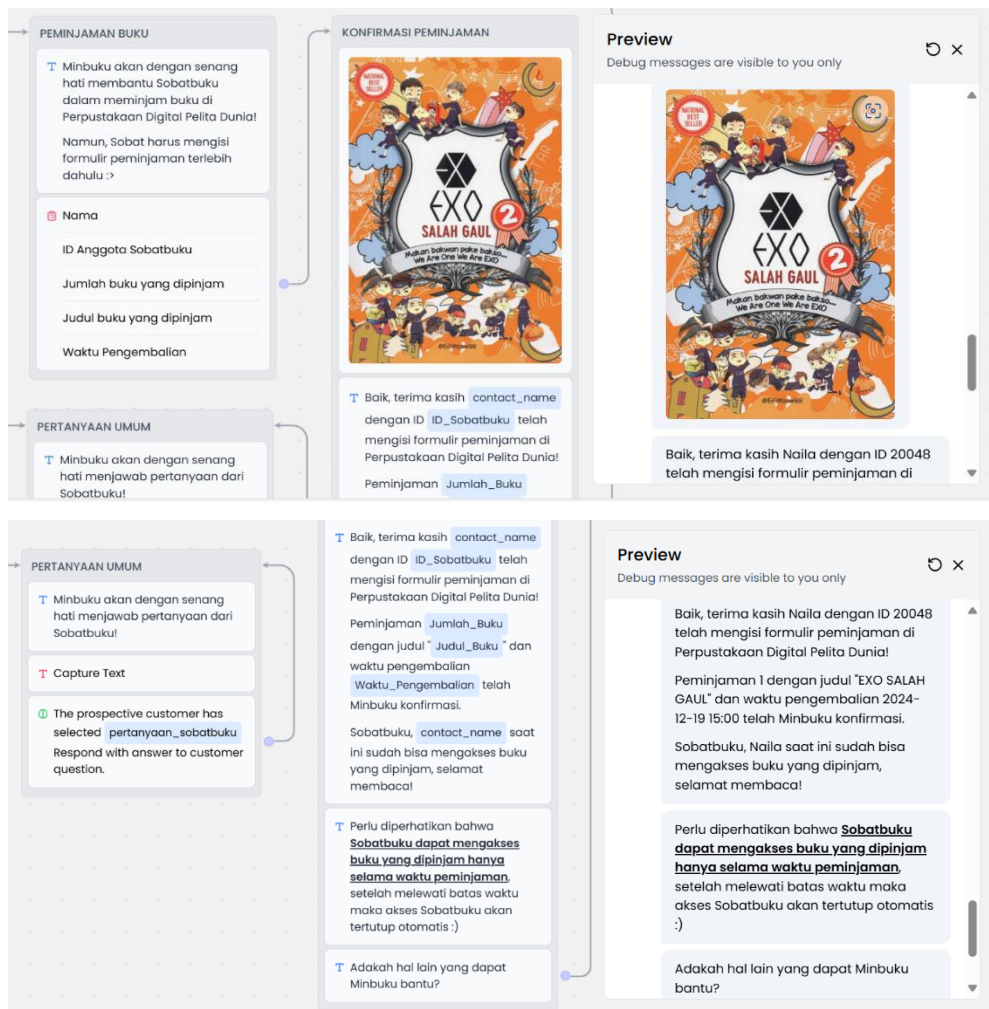 PEMINJAMAN BUKU
Minbuku akan dengan senang
hati membantu Sobatbuku
dalam meminjam buku di
Perpustakaan Digital Pelita Dunia!
Namun, Sobat harus mengisi
formulir peminjaman terlebih
dahulu :>
Nama
ID Anggota Sobatbuku
Jumlah buku yang dipinjam
Judul buku yang dipinjam
Waktu Pengembalian
PERTANYAAN UMUM
Minbuku akan dengan senang
hati menjawab pertanyaan dari
Sobatbuku!
KONFIRMASI PEMINJAMAN
NATIONAL
BEST
SELLER
EXO
SALAH GAUL
2
Makan bakwan pake bakso...
We Are One We Are EXO
Baik, terima kasih contact_name
dengan ID ID_Sobatbuku telah
mengisi formulir peminjaman di
Perpustakaan Digital Pelita Dunia!
Peminjaman Jumlah_Buku
Preview
Debug messages are visible to you only
NATIONAL
BEST
SELLER
EXO
SALAH GAUL
2
Makan bakwan pake bakso...
We Are One We Are EXO
Baik, terima kasih Naila dengan ID 20048
telah mengisi formulir peminjaman di
PERTANYAAN UMUM
Minbuku akan dengan senang
hati menjawab pertanyaan dari
Sobatbuku!
Capture Text
The prospective customer has
selected pertanyaan_sobatbuku
Respond with answer to customer
question.
Baik, terima kasih contact_name
dengan ID ID_Sobatbuku telah
mengisi formulir peminjaman di
Perpustakaan Digital Pelita Dunia!
Peminjaman Jumlah_Buku
dengan judul "Judul_Buku" dan
waktu pengembalian
Waktu_Pengembalian telah
Minbuku konfirmasi.
Sobatbuku, contact_name saat
ini sudah bisa mengakses buku
yang dipinjam, selamat
membaca!
Perlu diperhatikan bahwa
Sobatbuku dapat mengakses
buku yang dipinjam hanya
selama waktu peminjaman,
setelah melewati batas waktu
maka akses Sobatbuku akan
tertutup otomatis :)
Adakah hal lain yang dapat
Minbuku bantu?
Preview
Debug messages are visible to you only
Baik, terima kasih Naila dengan ID 20048
telah mengisi formulir peminjaman di
Perpustakaan Digital Pelita Dunia!
Peminjaman 1 dengan judul "EXO SALAH
GAUL" dan waktu pengembalian 2024-
12-19 15:00 telah Minbuku konfirmasi.
Sobatbuku, Naila saat ini sudah bisa
mengakses buku yang dipinjam,
selamat membaca!
Perlu diperhatikan bahwa Sobatbuku
dapat mengakses buku yang dipinjam
hanya selama waktu peminjaman,
setelah melewati batas waktu maka
akses Sobatbuku akan tertutup otomatis
:)
Adakah hal lain yang dapat Minbuku
bantu?